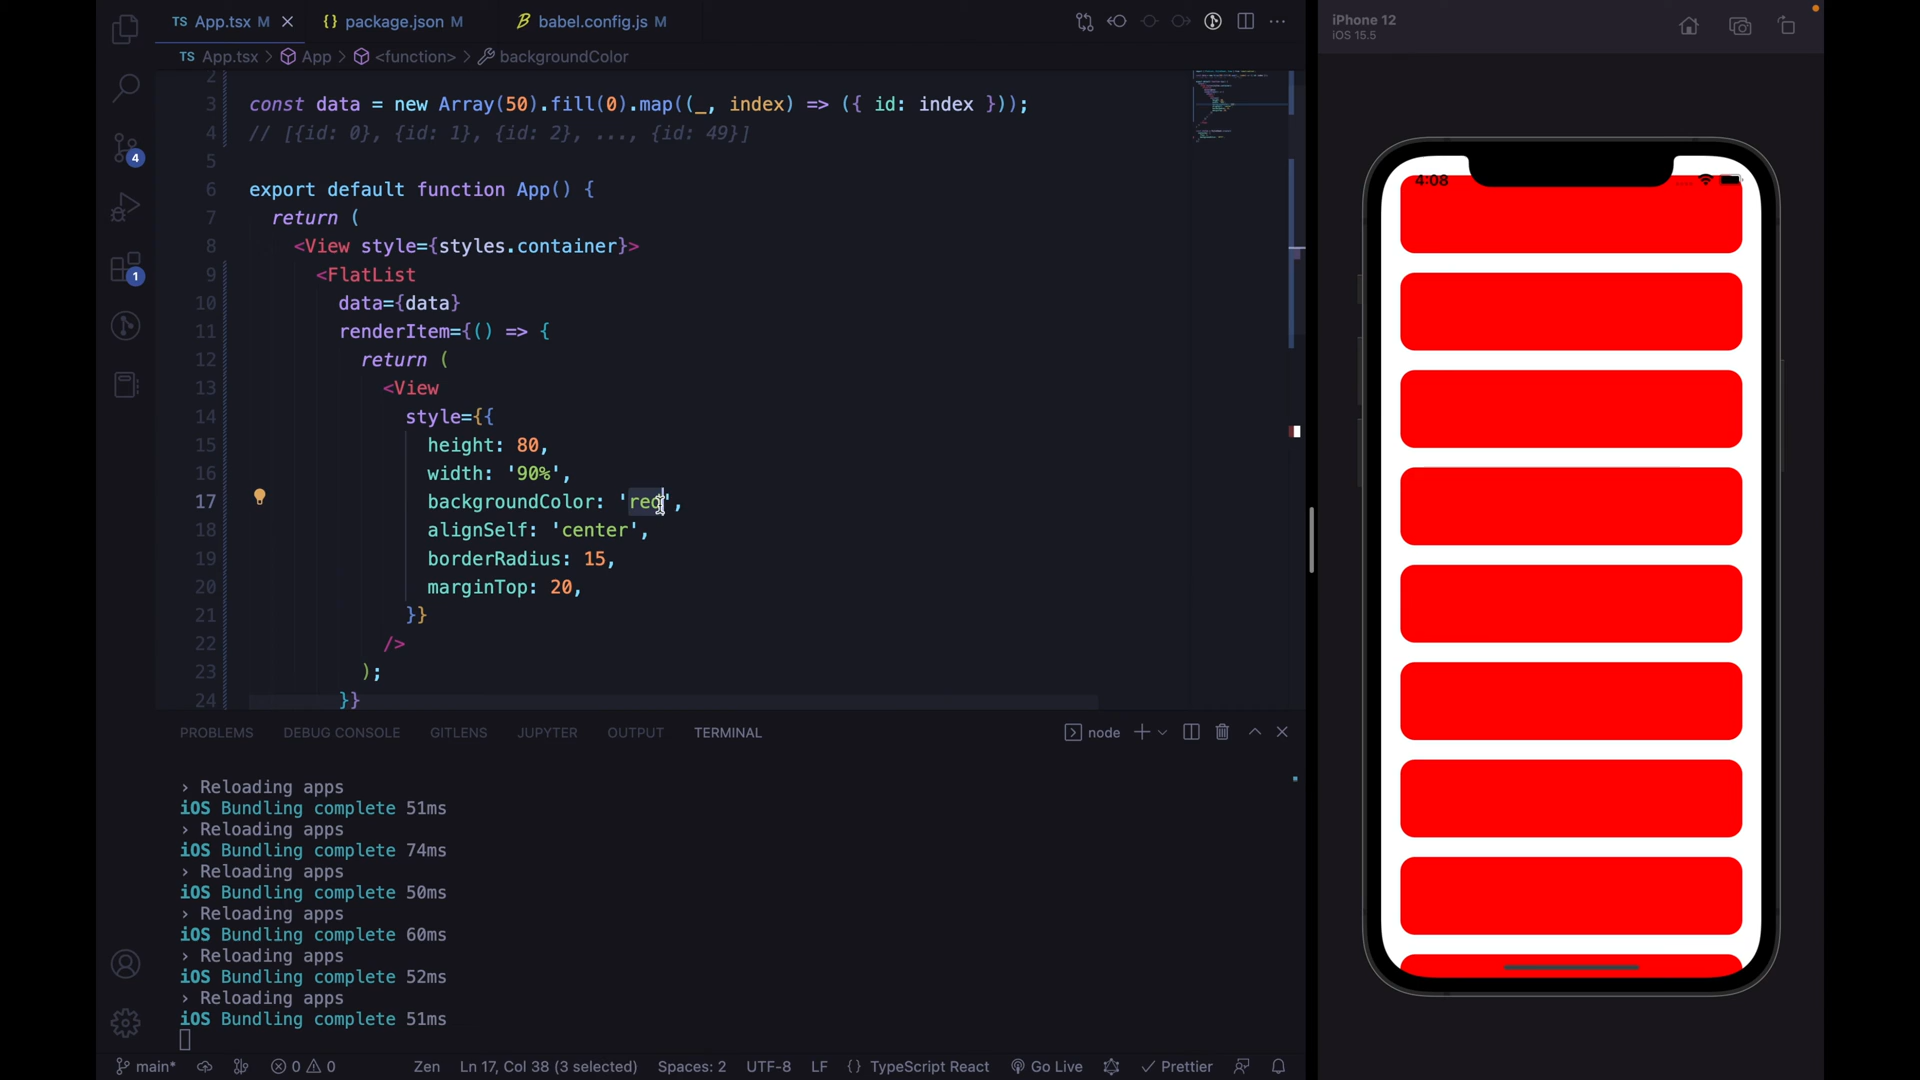 TS App.tsx M
{} package.json M
babel.config.js M
TS App.tsx > App > <function> > backgroundColor
2
3 const data = new Array(50).fill(0).map((_, index) => ({ id: index }));
4 // [{id: 0}, {id: 1}, {id: 2}, ..., {id: 49}]
5
6 export default function App() {
7 return (
8 <View style={styles.container}>
9 <FlatList
10 data={data}
11 renderItem={() => {
12 return (
13 <View
14 style={{
15 height: 80,
16 width: '90%',
17 backgroundColor: 'red',
18 alignSelf: 'center',
19 borderRadius: 15,
20 marginTop: 20,
21 }}
22 />
23 );
24 }}
4
1
PROBLEMS DEBUG CONSOLE GITLENS JUPYTER OUTPUT TERMINAL
node
› Reloading apps
iOS Bundling complete 51ms
› Reloading apps
iOS Bundling complete 74ms
› Reloading apps
iOS Bundling complete 50ms
› Reloading apps
iOS Bundling complete 60ms
› Reloading apps
iOS Bundling complete 52ms
› Reloading apps
iOS Bundling complete 51ms
main* 0 0 Zen Ln 17, Col 38 (3 selected) Spaces: 2 UTF-8 LF {} TypeScript React Go Live Prettier
iPhone 12
iOS 15.5
4:08